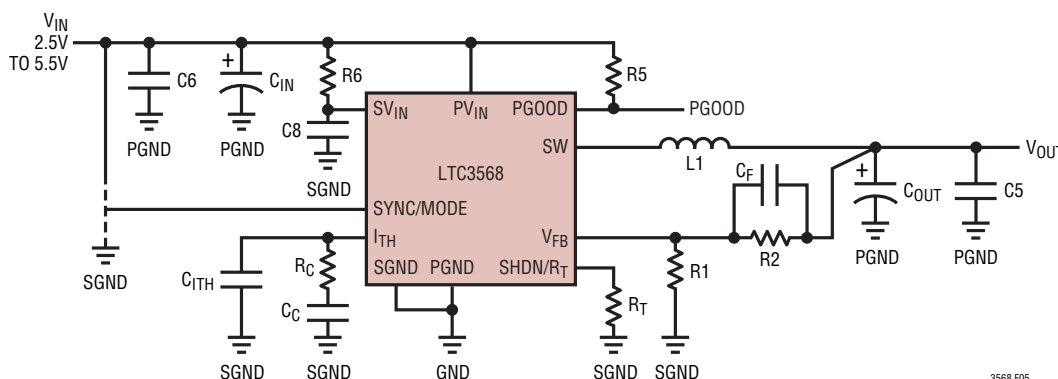 VIN
2.5V
TO 5.5V
C6
PGND
+
CIN
PGND
R6
C8
SGND
R5
PGOOD
SVIN
PVIN
PGOOD
SW
LTC3568
SYNC/MODE
ITH
VFB
SGND
PGND
SHDN/RT
L1
VOUT
CF
R2
+
COUT
PGND
C5
PGND
R1
SGND
RT
SGND
SGND
CITH
SGND
RC
CC
SGND
GND
3568 F05